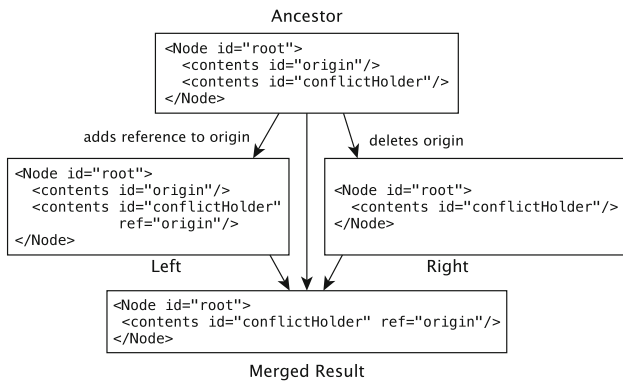 Ancestor
<Node id="root">
<contents id="origin"/>
<contents id="conflictHolder"/>
</Node>
adds reference to origin
deletes origin
<Node id="root">
<contents id="origin"/>
<contents id="conflictHolder"
ref="origin"/>
</Node>
Left
<Node id="root">
<contents id="conflictHolder"/>
</Node>
Right
<Node id="root">
<contents id="conflictHolder" ref="origin"/>
</Node>
Merged Result